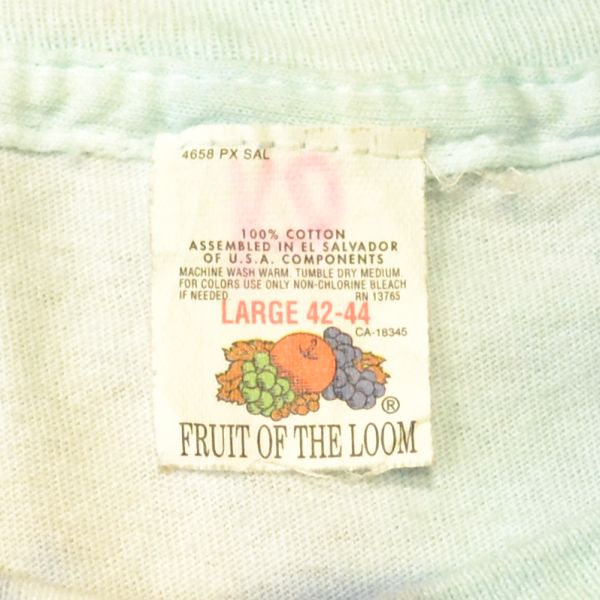 4658 PX SAL
100% COTTON
ASSEMBLED IN EL SALVADOR
OF U.S.A. COMPONENTS
MACHINE WASH WARM. TUMBLE DRY MEDIUM.
FOR COLORS USE ONLY NON-CHLORINE BLEACH
IF NEEDED. RN 13765
LARGE 42-44
CA-18345
®
FRUIT OF THE LOOM